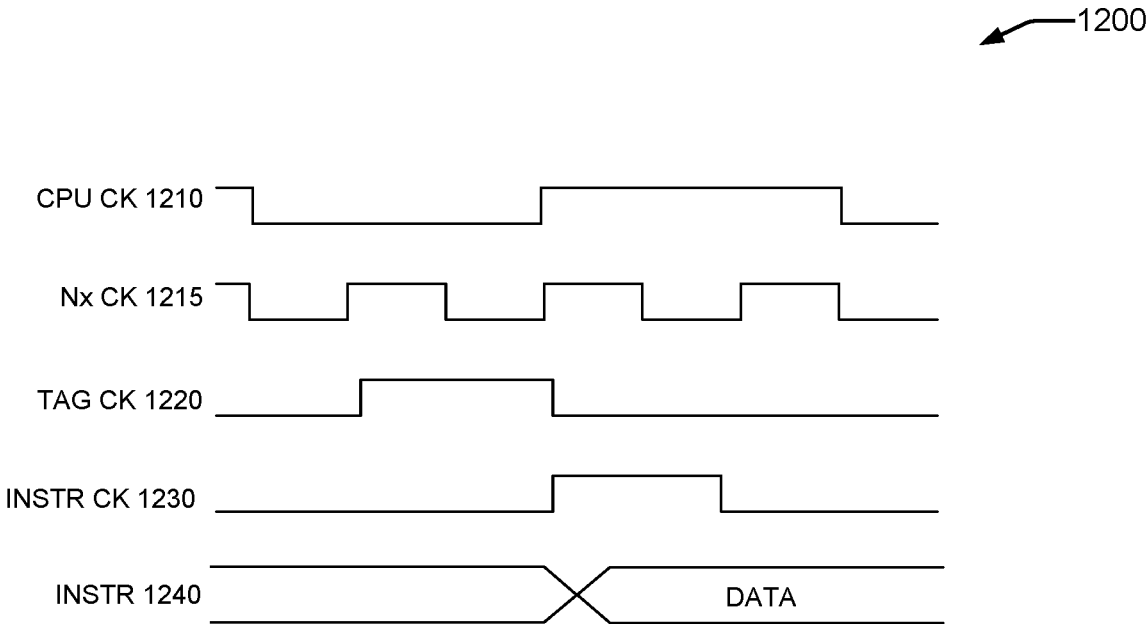 1200
CPU CK 1210
Nx CK 1215
TAG CK 1220
INSTR CK 1230
INSTR 1240
DATA